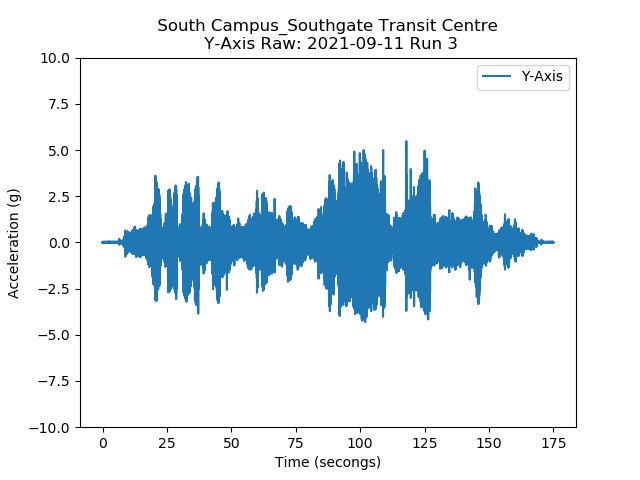 South Campus_Southgate Transit Centre
Y-Axis Raw: 2021-09-11 Run 3
Y-Axis
10.0
7.5
5.0
2.5
0.0
−2.5
−5.0
−7.5
−10.0
Acceleration (g)
0 25 50 75 100 125 150 175
Time (secongs)